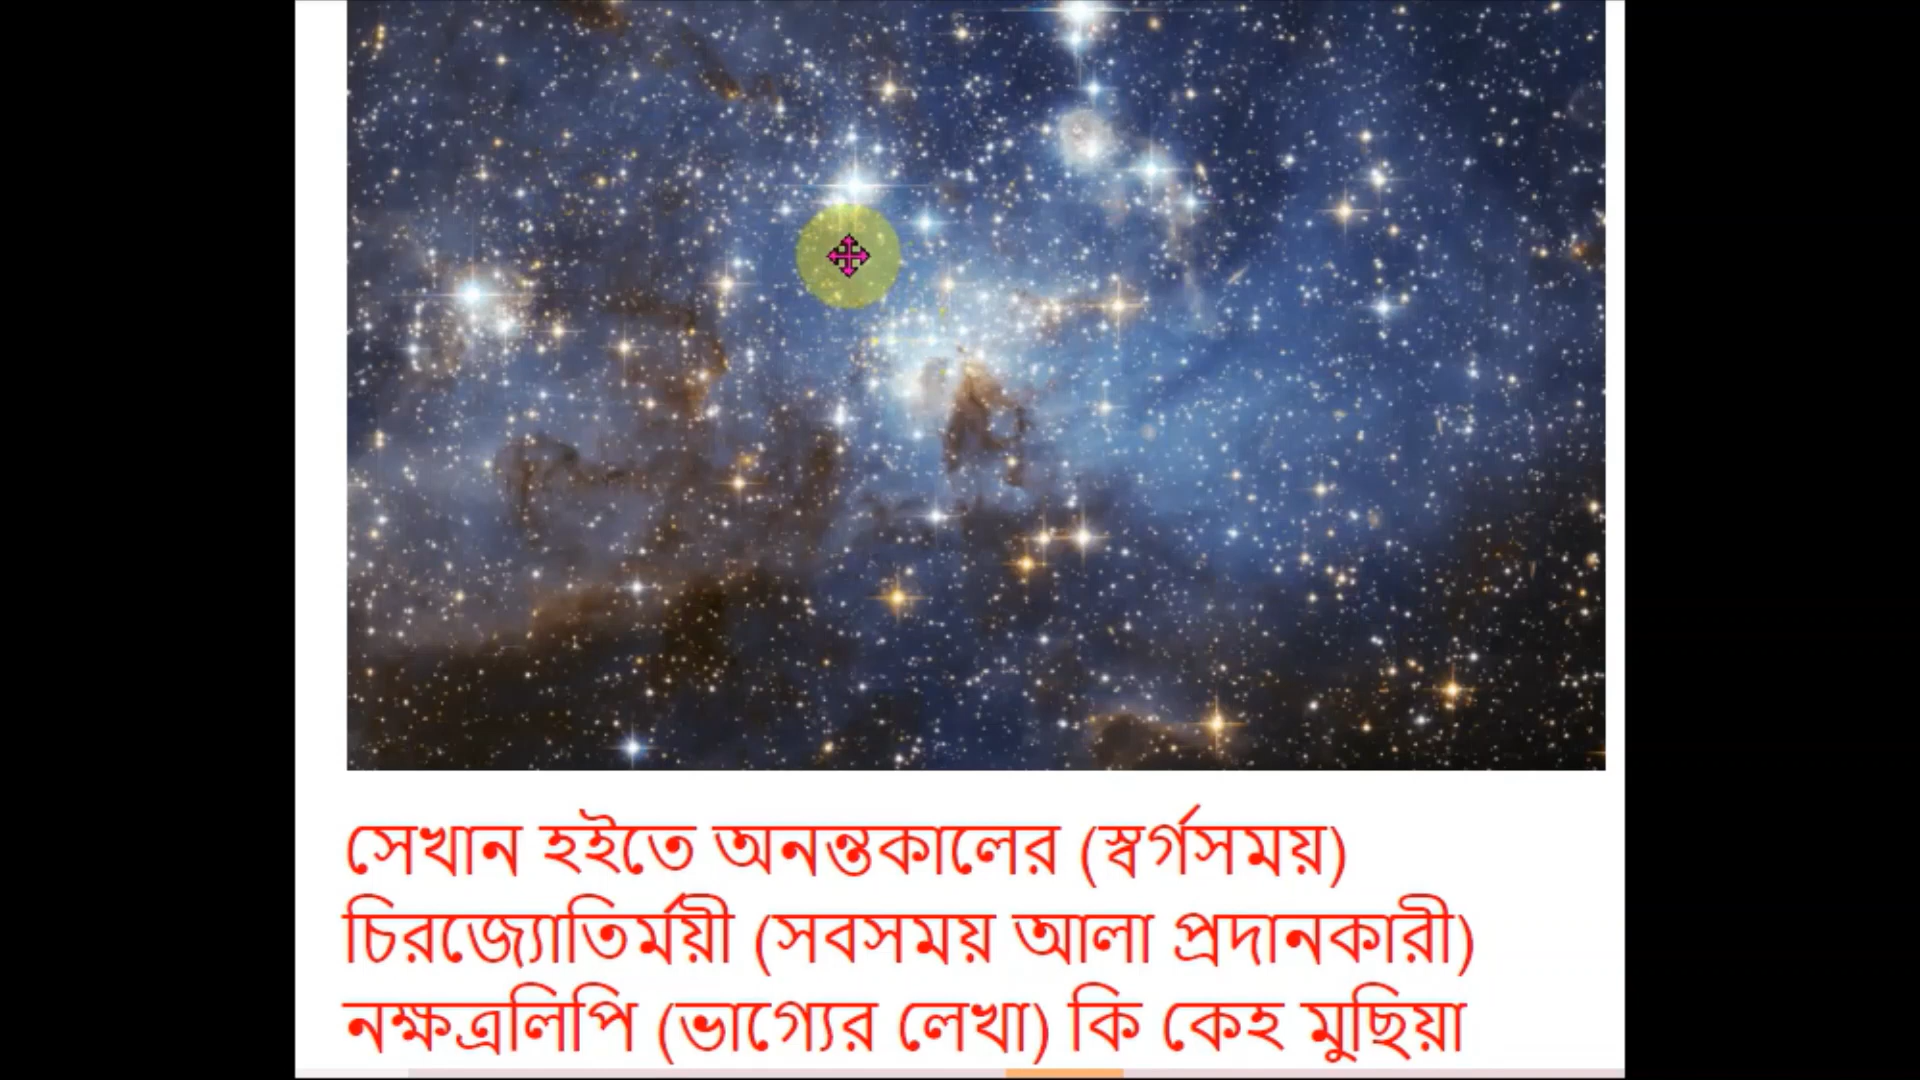 সেখান হইতে অনন্তকালের (স্বর্গসময়)
চিরজ্যোতির্ময়ী (সবসময় আলা প্রদানকারী)
নক্ষত্রলিপি (ভাগ্যের লেখা) কি কেহ মুছিয়া